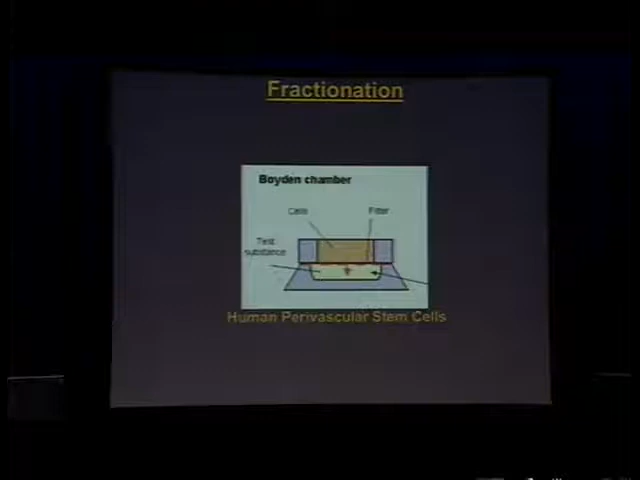 Fractionation
Boyden chamber
Cells
Filter
Test
substance
Human Perivascular Stem Cells